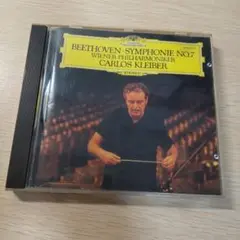 BEETHOVEN · SYMPHONIE NO.7
WIENER PHILHARMONIKER
CARLOS KLEIBER